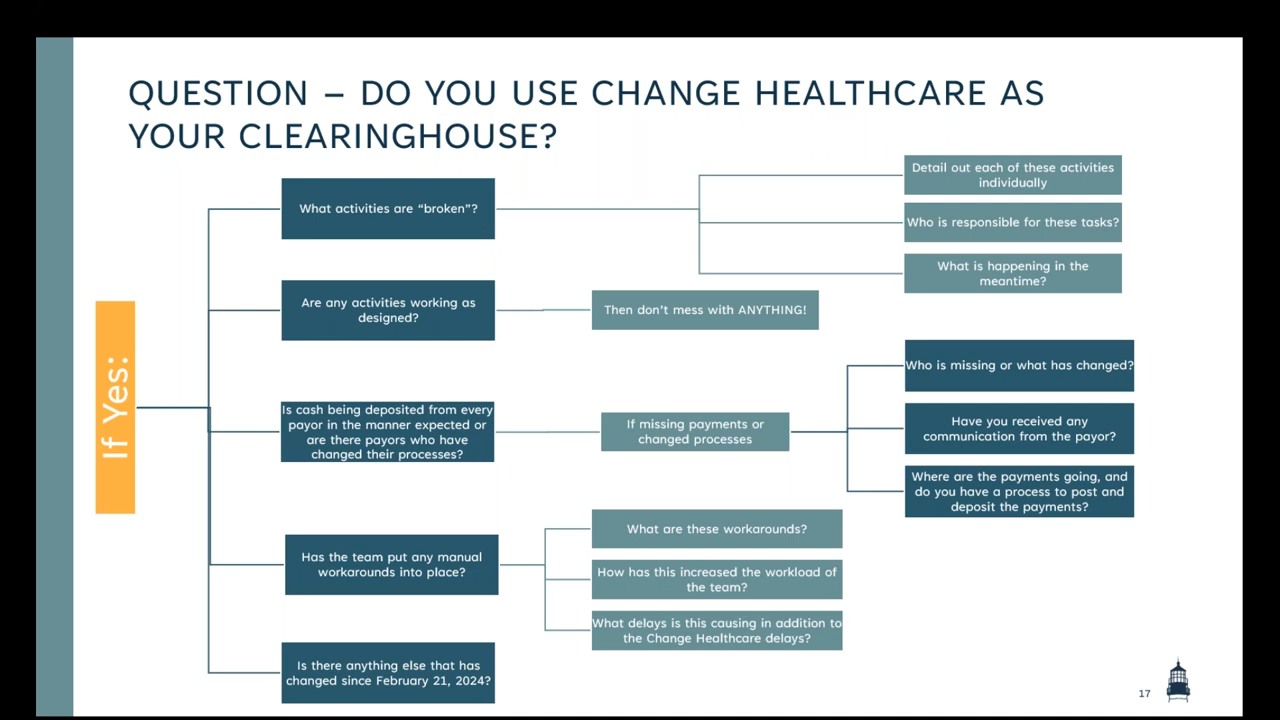 QUESTION – DO YOU USE CHANGE HEALTHCARE AS
YOUR CLEARINGHOUSE?
If Yes:
What activities are “broken”?
Detail out each of these activities
individually
Who is responsible for these tasks?
What is happening in the
meantime?
Are any activities working as
designed?
Then don’t mess with ANYTHING!
Is cash being deposited from every
payor in the manner expected or
are there payors who have
changed their processes?
If missing payments or
changed processes
Who is missing or what has changed?
Have you received any
communication from the payor?
Where are the payments going, and
do you have a process to post and
deposit the payments?
Has the team put any manual
workarounds into place?
What are these workarounds?
How has this increased the workload of
the team?
What delays is this causing in addition to
the Change Healthcare delays?
Is there anything else that has
changed since February 21, 2024?
17